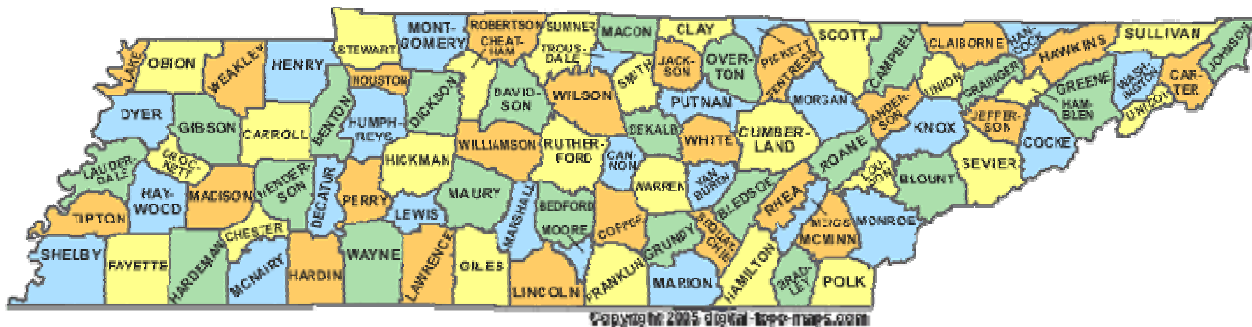 STEWART
MONT-
GOMERY
ROBERTSON
CHEAT-
HAM
SUMNER
TROUS-
DALE
MACON
CLAY
SCOTT
CAMPBELL
CLAIBORNE
HAN-
COCK
HAWKINS
SULLIVAN
JOHNSON
LAKE
OBION
WEAKLEY
HENRY
HOUSTON
DICKSON
DAVID-
SON
WILSON
SMITH
JACK-
SON
OVER-
TON
PICKETT
FENTRESS
MORGAN
ANDER-
SON
UNION
GRAINGER
GREENE
HAM-
BLEN
WASH-
INGTON
UNICOI
CAR-
TER
DYER
GIBSON
CARROLL
BENTON
HUMPH-
REYS
HICKMAN
WILLIAMSON
RUTHER-
FORD
CAN-
NON
DEKALB
PUTNAM
WHITE
CUMBER-
LAND
ROANE
KNOX
JEFFER-
SON
COCKE
SEVIER
BLOUNT
LOU-
DON
LAUDER-
DALE
CROC-
KETT
HAY-
WOOD
MADISON
HENDER-
SON
DECATUR
PERRY
LEWIS
MAURY
MARSHALL
BEDFORD
MOORE
COFFEE
WARREN
VAN
BUREN
BLEDSOE
RHEA
MEIGS
MCMINN
MONROE
TIPTON
SHELBY
FAYETTE
HARDEMAN
CHESTER
MCNAIRY
HARDIN
WAYNE
LAWRENCE
GILES
LINCOLN
FRANKLIN
GRUNDY
SEQUAT-
CHIE
MARION
HAMILTON
BRAD-
LEY
POLK
Copyright 2005 digital-topo-maps.com